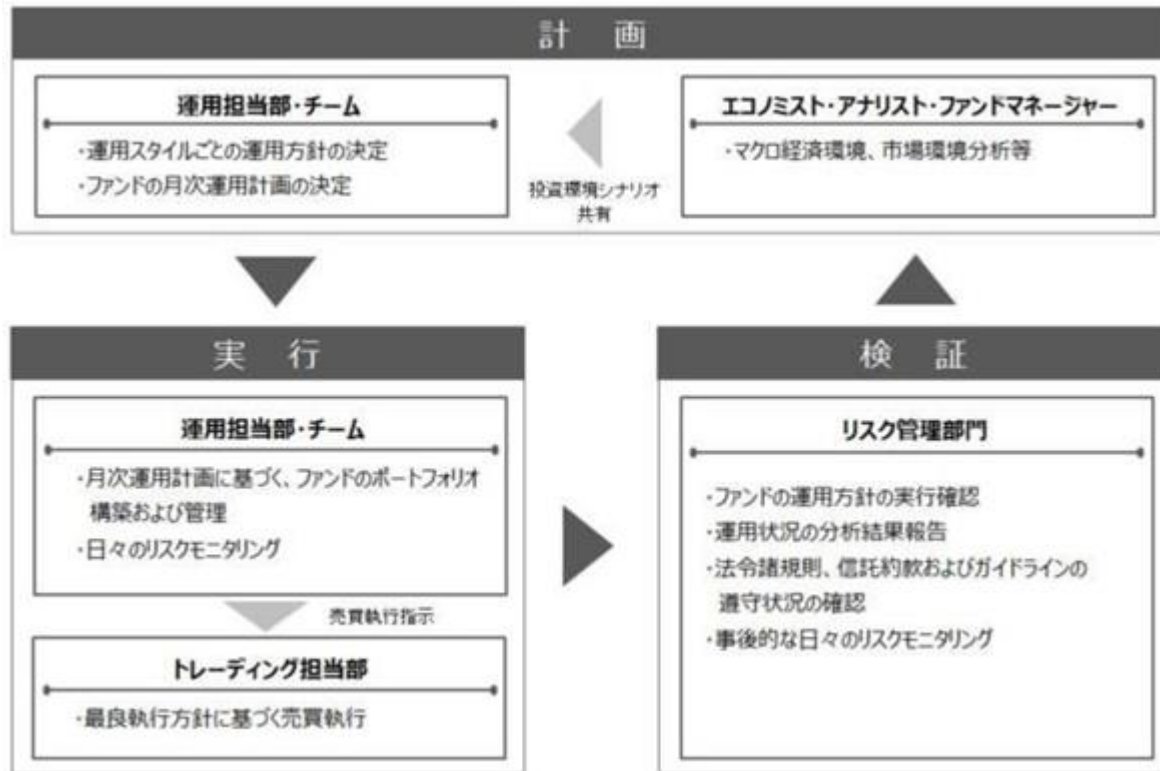 計 画
運用担当部・チーム
・運用スタイルごとの運用方針の決定
・ファンドの月次運用計画の決定
投資環境シナリオ
共有
エコノミスト・アナリスト・ファンドマネージャー
・マクロ経済環境、市場環境分析等
実 行
運用担当部・チーム
・月次運用計画に基づく、ファンドのポートフォリオ
構築および管理
・日々のリスクモニタリング
売買執行指示
トレーディング担当部
・最良執行方針に基づく売買執行
検 証
リスク管理部門
・ファンドの運用方針の実行確認
・運用状況の分析結果報告
・法令諸規則、信託約款およびガイドラインの
遵守状況の確認
・事後的な日々のリスクモニタリング